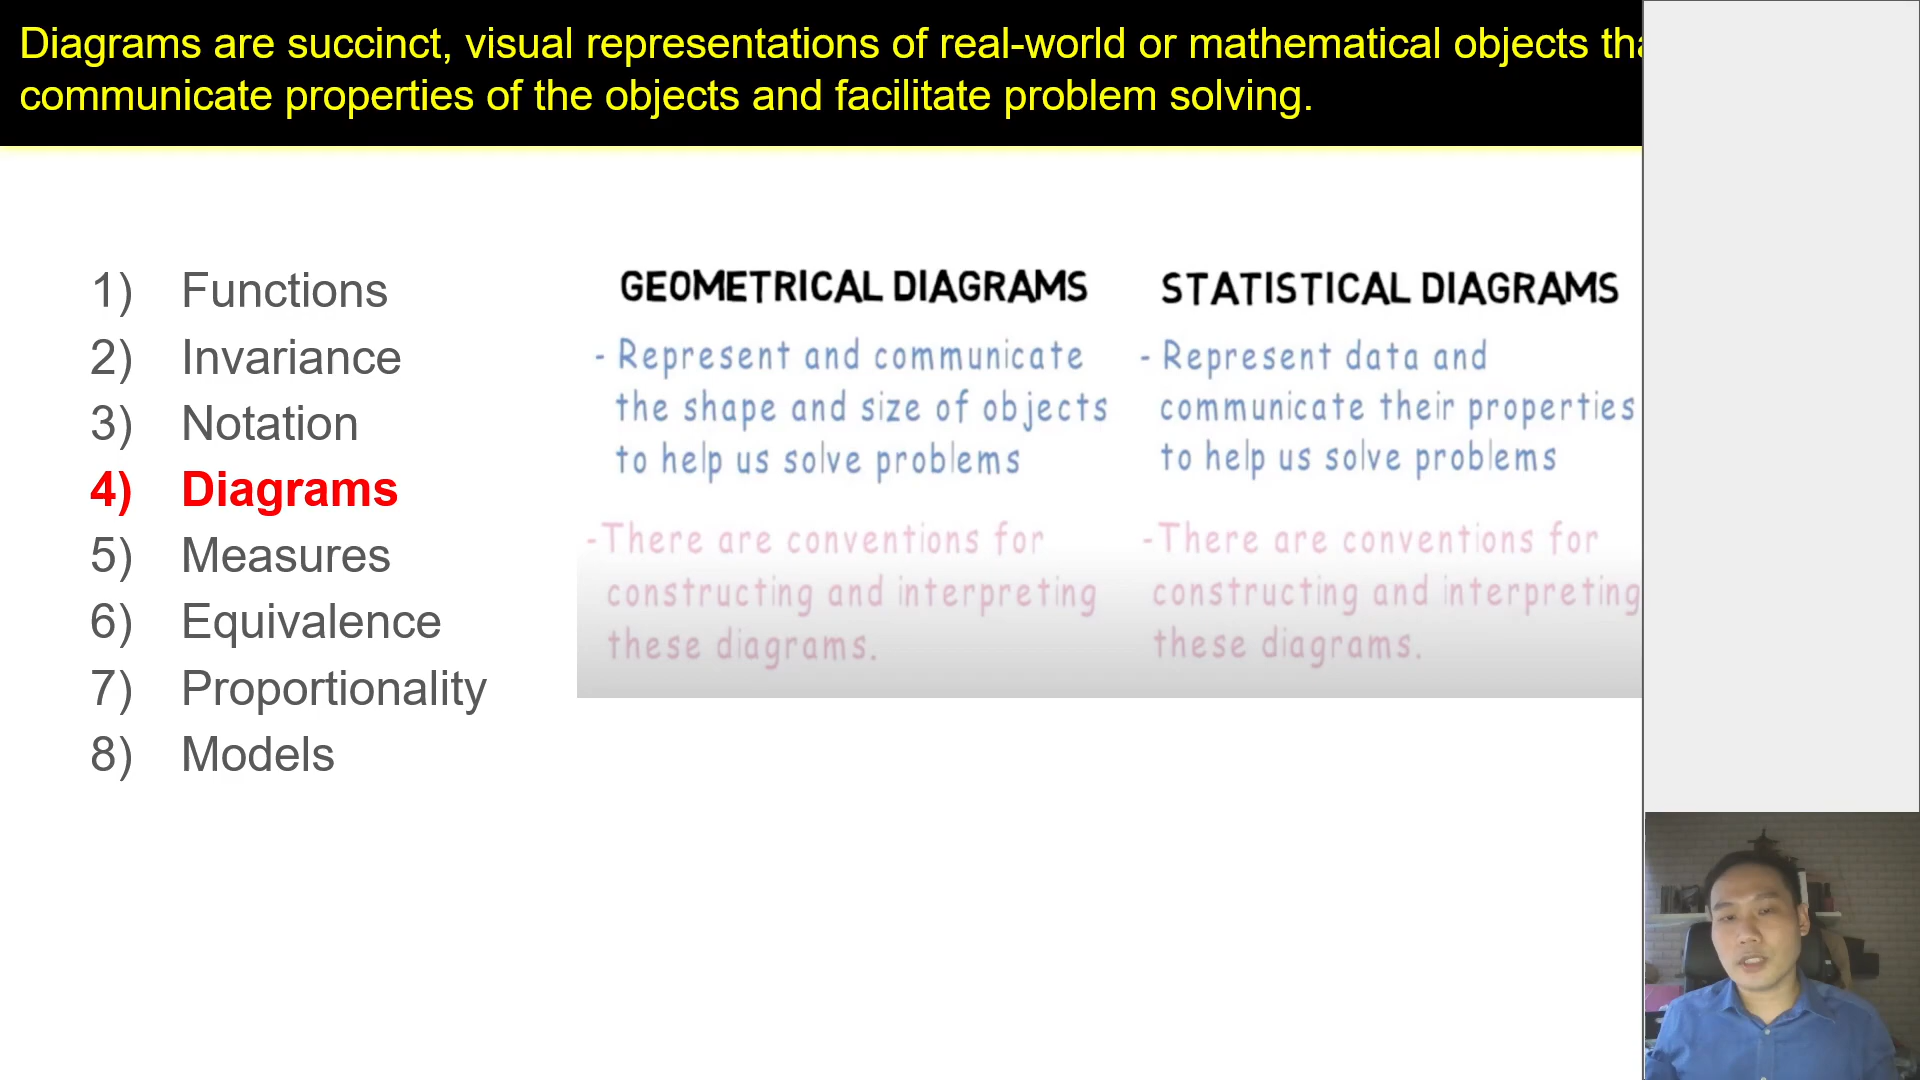 Diagrams are succinct, visual representations of real-world or mathematical objects
communicate properties of the objects and facilitate problem solving.
1) Functions
2) Invariance
3) Notation
4) Diagrams
5) Measures
6) Equivalence
7) Proportionality
8) Models
GEOMETRICAL DIAGRAMS
- Represent and communicate
the shape and size of objects
to help us solve problems
-There are conventions for
constructing and interpreting
these diagrams.
STATISTICAL DIAGRAMS
- Represent data and
communicate their properties
to help us solve problems
-There are conventions for
constructing and interpreting
these diagrams.